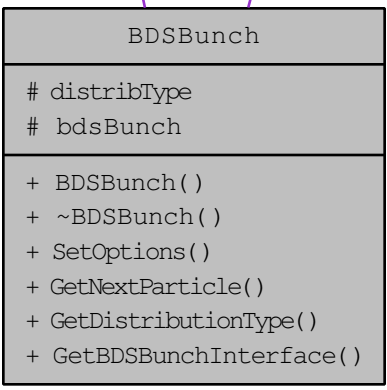 BDSBunch
# distribType
# bdsBunch
+ BDSBunch()
+ ~BDSBunch()
+ SetOptions()
+ GetNextParticle()
+ GetDistributionType()
+ GetBDSBunchInterface()